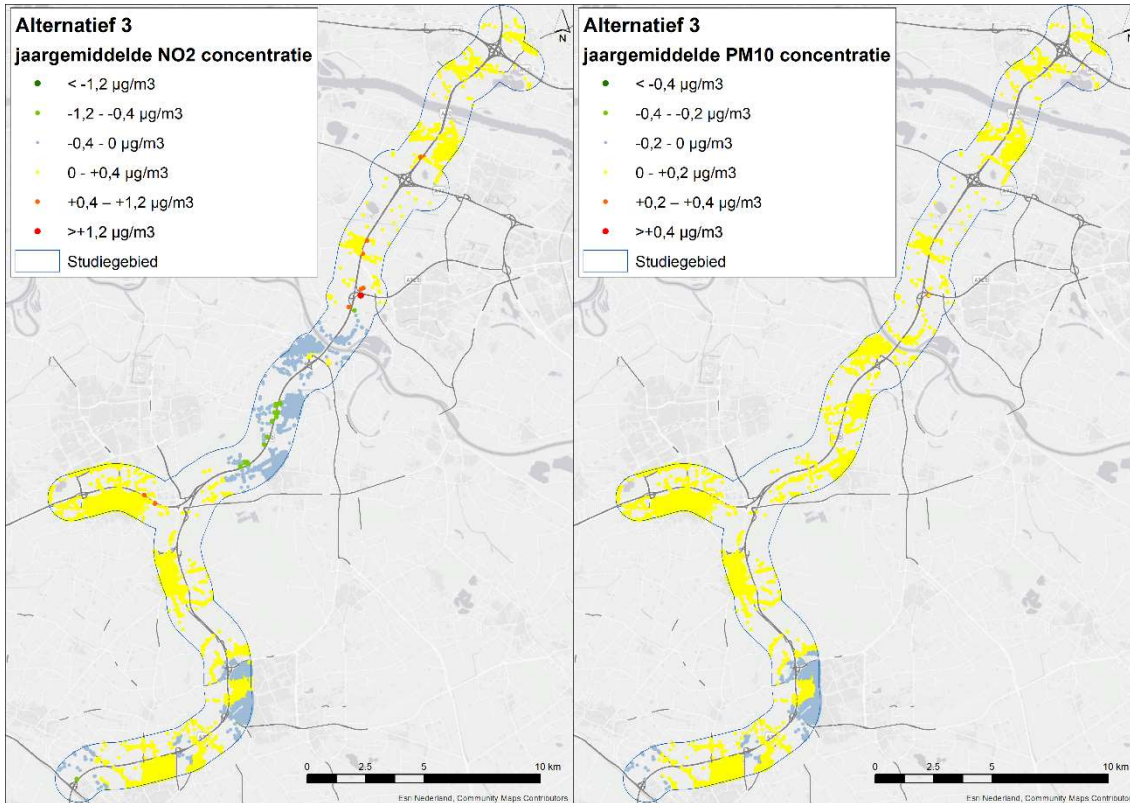 Alternatief 3
jaargemiddelde NO2 concentratie
< -1,2 µg/m3
-1,2 - -0,4 µg/m3
-0,4 - 0 µg/m3
0 - +0,4 µg/m3
+0,4 – +1,2 µg/m3
>+1,2 µg/m3
Studiegebied
N
0 2.5 5 10 km
Esri Nederland, Community Maps Contributors
Alternatief 3
jaargemiddelde PM10 concentratie
< -0,4 µg/m3
-0,4 - -0,2 µg/m3
-0,2 - 0 µg/m3
0 - +0,2 µg/m3
+0,2 – +0,4 µg/m3
>+0,4 µg/m3
Studiegebied
N
0 2.5 5 10 km
Esri Nederland, Community Maps Contributors